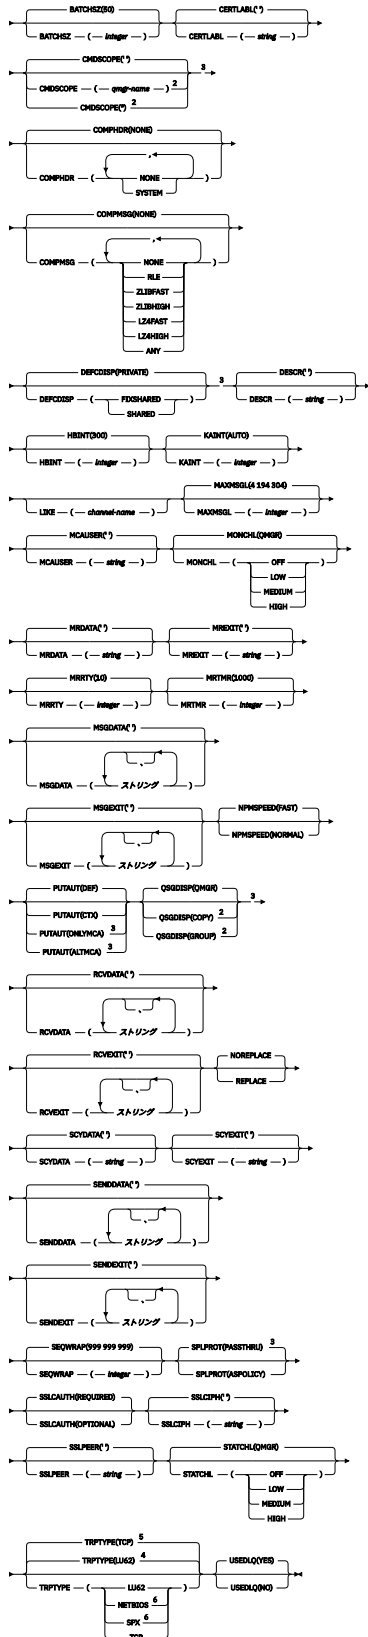 BATCHSZ(50) CERTLABL(' ')
BATCHSZ ( integer ) CERTLABL ( string )
CMDSCOPE(' ') 3
CMDSCOPE ( qmgr-name ) 2
CMDSCOPE(*) 2
COMPHDR(NONE)
,
COMPHDR ( NONE )
SYSTEM
COMPMSG(NONE)
,
COMPMSG ( NONE )
RLE
ZLIBFAST
ZLIBHIGH
LZ4FAST
LZ4HIGH
ANY
DEFCDISP(PRIVATE) 3 DESCR(' ')
DEFCDISP ( FIXSHARED ) DESCR ( string )
SHARED
HBINT(300) KAINT(AUTO)
HBINT ( integer ) KAINT ( integer )
MAXMSGL(4 194 304)
LIKE ( channel-name ) MAXMSGL ( integer )
MCAUSER(' ') MONCHL(QMGR)
MCAUSER ( string ) MONCHL ( OFF )
LOW
MEDIUM
HIGH
MRDATA(' ') MREXIT(' ')
MRDATA ( string ) MREXIT ( string )
MRRTY(10) MRTMR(1000)
MRRTY ( integer ) MRTMR ( integer )
MSGDATA(' ')
,
MSGDATA ( ストリング )
MSGEXIT(' ') NPMSPEED(FAST)
, NPMSPEED(NORMAL)
MSGEXIT ( ストリング )
PUTAUT(DEF) QSGDISP(QMGR) 3
PUTAUT(CTX) QSGDISP(COPY) 2
PUTAUT(ONLYMCA) 3 QSGDISP(GROUP) 2
PUTAUT(ALTMCA) 3
RCVDATA(' ')
,
RCVDATA ( ストリング )
RCVEXIT(' ') NOREPLACE
, REPLACE
RCVEXIT ( ストリング )
SCYDATA(' ') SCYEXIT(' ')
SCYDATA ( string ) SCYEXIT ( string )
SENDDATA(' ')
,
SENDDATA ( ストリング )
SENDEXIT(' ')
,
SENDEXIT ( ストリング )
SEQWRAP(999 999 999) SPLPROT(PASSTHRU) 3
SEQWRAP ( integer ) SPLPROT(ASPOLICY)
SSLCAUTH(REQUIRED) SSLCIPH(' ')
SSLCAUTH(OPTIONAL) SSLCIPH ( string )
SSLPEER(' ') STATCHL(QMGR)
SSLPEER ( string ) STATCHL ( OFF )
LOW
MEDIUM
HIGH
TRPTYPE(TCP) 5
TRPTYPE(LU62) 4 USEDLQ(YES)
TRPTYPE ( LU62 ) USEDLQ(NO)
NETBIOS 6
SPX 6
TCP